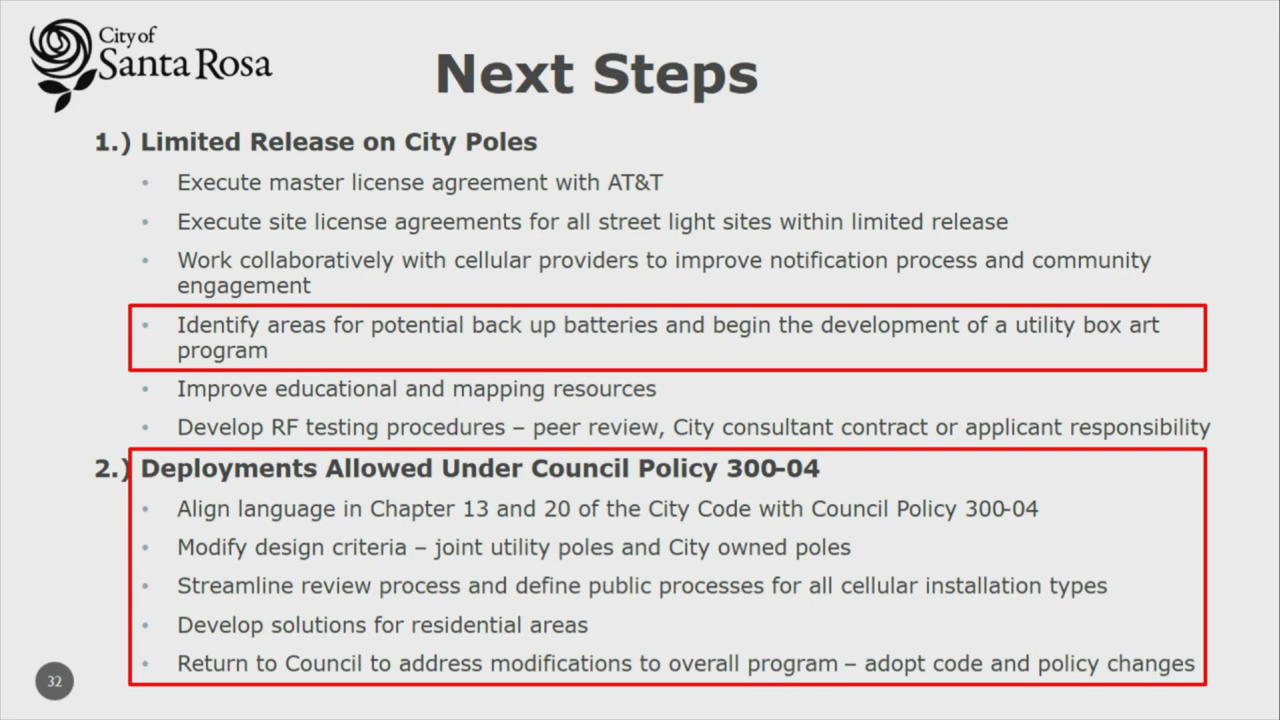 City of
Santa Rosa
Next Steps
1.) Limited Release on City Poles
• Execute master license agreement with AT&T
• Execute site license agreements for all street light sites within limited release
• Work collaboratively with cellular providers to improve notification process and community
engagement
• Identify areas for potential back up batteries and begin the development of a utility box art
program
• Improve educational and mapping resources
• Develop RF testing procedures – peer review, City consultant contract or applicant responsibility
2.) Deployments Allowed Under Council Policy 300-04
• Align language in Chapter 13 and 20 of the City Code with Council Policy 300-04
• Modify design criteria – joint utility poles and City owned poles
• Streamline review process and define public processes for all cellular installation types
• Develop solutions for residential areas
• Return to Council to address modifications to overall program – adopt code and policy changes
32